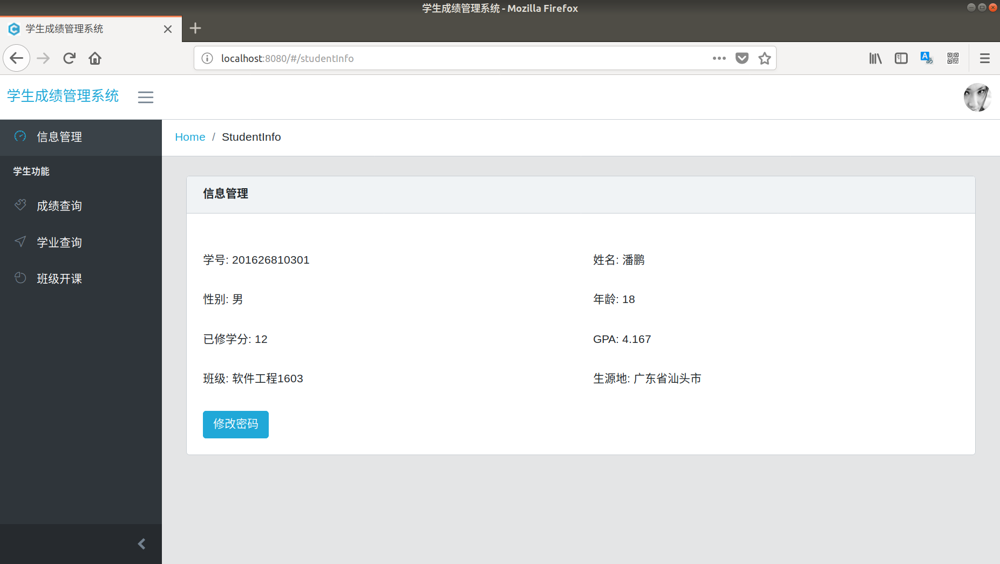 学生成绩管理系统 - Mozilla Firefox
学生成绩管理系统
localhost:8080/#/studentInfo
学生成绩管理系统
信息管理
Home / StudentInfo
学生功能
成绩查询
学业查询
班级开课
信息管理
学号: 201626810301
姓名: 潘鹏
性别: 男
年龄: 18
已修学分: 12
GPA: 4.167
班级: 软件工程1603
生源地: 广东省汕头市
修改密码